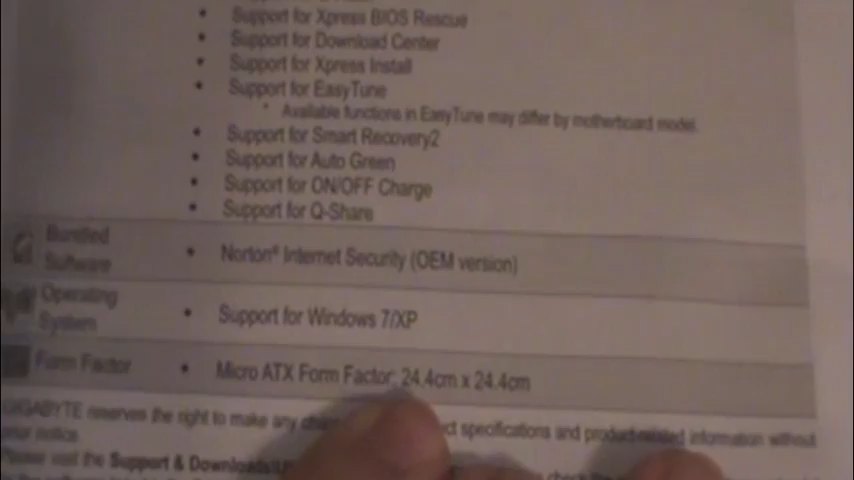 • Support for Xpress BIOS Rescue
• Support for Download Center
• Support for Xpress Install
• Support for EasyTune
* Available functions in EasyTune may differ by motherboard model.
• Support for Smart Recovery2
• Support for Auto Green
• Support for ON/OFF Charge
• Support for Q-Share
Bundled Software
• Norton® Internet Security (OEM version)
Operating System
• Support for Windows 7/XP
Form Factor
• Micro ATX Form Factor; 24.4cm x 24.4cm
GIGABYTE reserves the right to make any specifications and product-related information without
notice.
Please visit the Support & Downloads check the